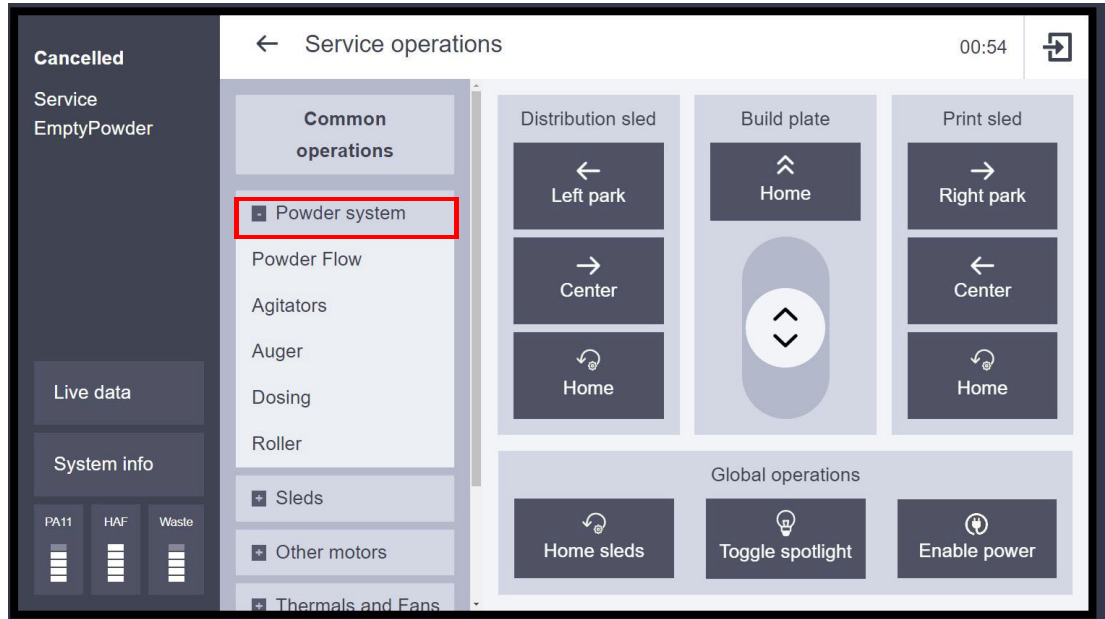 Cancelled
Service
EmptyPowder
Live data
System info
PA11
HAF
Waste
Service operations
00:54
Common
operations
- Powder system
Powder Flow
Agitators
Auger
Dosing
Roller
+ Sleds
+ Other motors
+ Thermals and Fans
Distribution sled
Left park
Center
Home
Build plate
Home
Print sled
Right park
Center
Home
Global operations
Home sleds
Toggle spotlight
Enable power